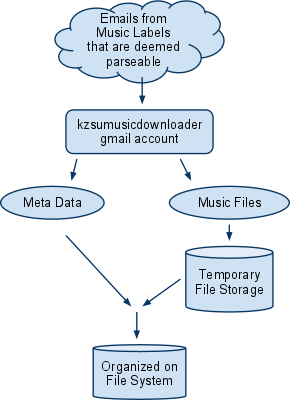 Emails from
Music Labels
that are deemed
parseable
kzsumusicdownloader
gmail account
Meta Data
Music Files
Temporary
File Storage
Organized on
File System